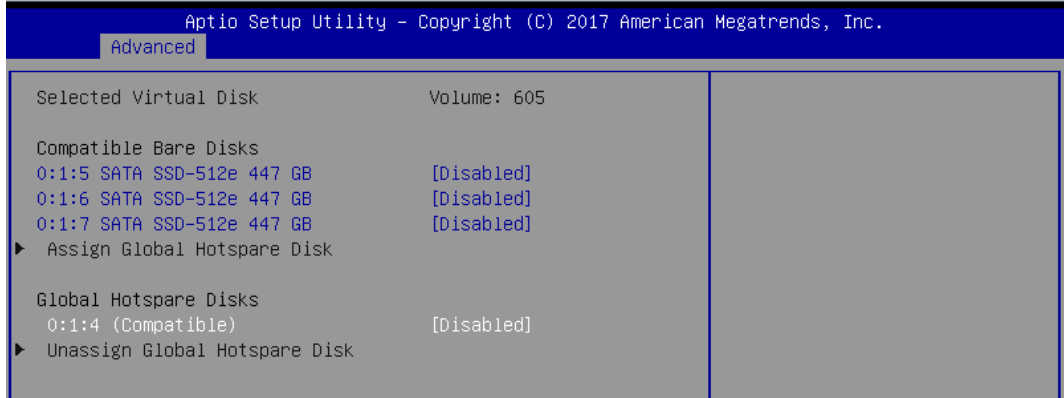 Aptio Setup Utility – Copyright (C) 2017 American Megatrends, Inc.
Advanced
Selected Virtual Disk Volume: 605
Compatible Bare Disks
0:1:5 SATA SSD-512e 447 GB [Disabled]
0:1:6 SATA SSD-512e 447 GB [Disabled]
0:1:7 SATA SSD-512e 447 GB [Disabled]
▶ Assign Global Hotspare Disk
Global Hotspare Disks
0:1:4 (Compatible) [Disabled]
▶ Unassign Global Hotspare Disk